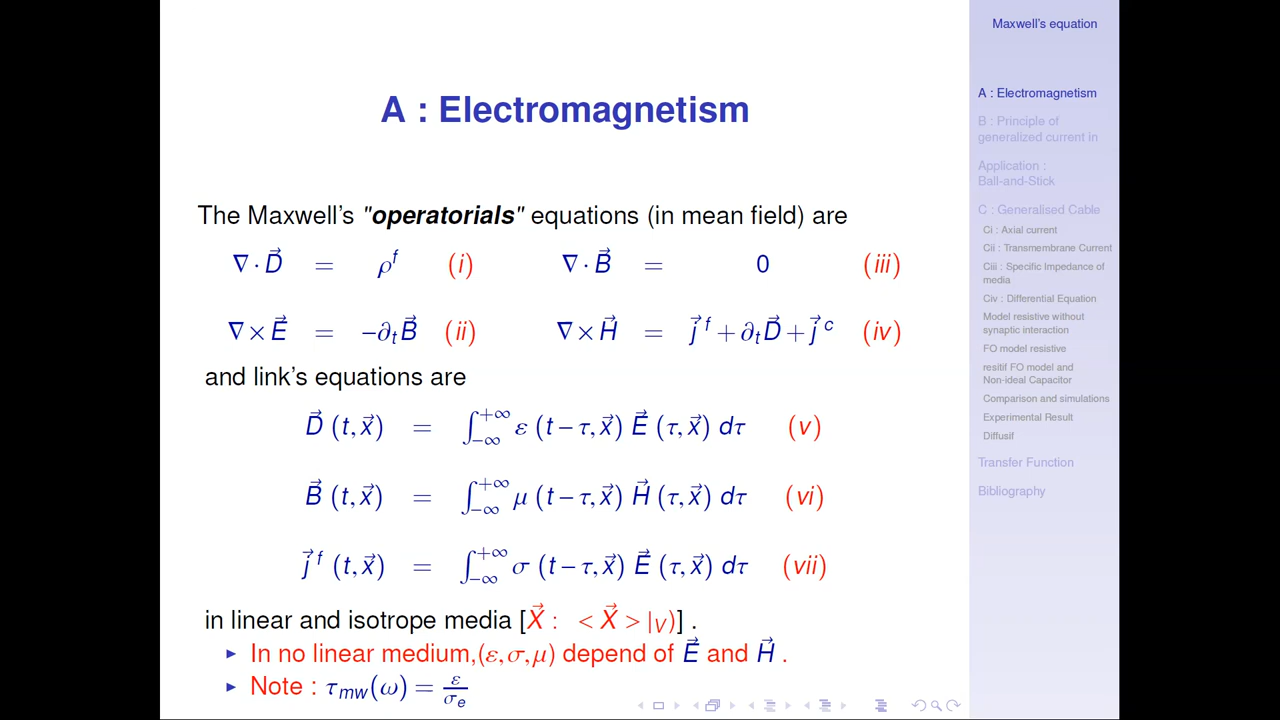 A : Electromagnetism
The Maxwell's "operatorials" equations (in mean field) are
∇ · D⃗ = ρ^f (i) ∇ · B⃗ = 0 (iii)
∇ × E⃗ = −∂_t B⃗ (ii) ∇ × H⃗ = j⃗^f + ∂_t D⃗ + j⃗^c (iv)
and link's equations are
D⃗ (t, x⃗) = ∫_{−∞}^{+∞} ε (t − τ, x⃗) E⃗ (τ, x⃗) dτ (v)
B⃗ (t, x⃗) = ∫_{−∞}^{+∞} μ (t − τ, x⃗) H⃗ (τ, x⃗) dτ (vi)
j⃗^f (t, x⃗) = ∫_{−∞}^{+∞} σ (t − τ, x⃗) E⃗ (τ, x⃗) dτ (vii)
in linear and isotrope media [X⃗ : < X⃗ > |_V)] .
▶ In no linear medium,(ε, σ, μ) depend of E⃗ and H⃗ .
▶ Note : τ_mw(ω) = ε/σ_e
Maxwell's equation
A : Electromagnetism
B : Principle of
generalized current in
Application :
Ball-and-Stick
C : Generalised Cable
Ci : Axial current
Cii : Transmembrane Current
Ciii : Specific Impedance of
media
Civ : Differential Equation
Model resistive without
synaptic interaction
FO model resistive
resitif FO model and
Non-ideal Capacitor
Comparison and simulations
Experimental Result
Diffusif
Transfer Function
Bibliography